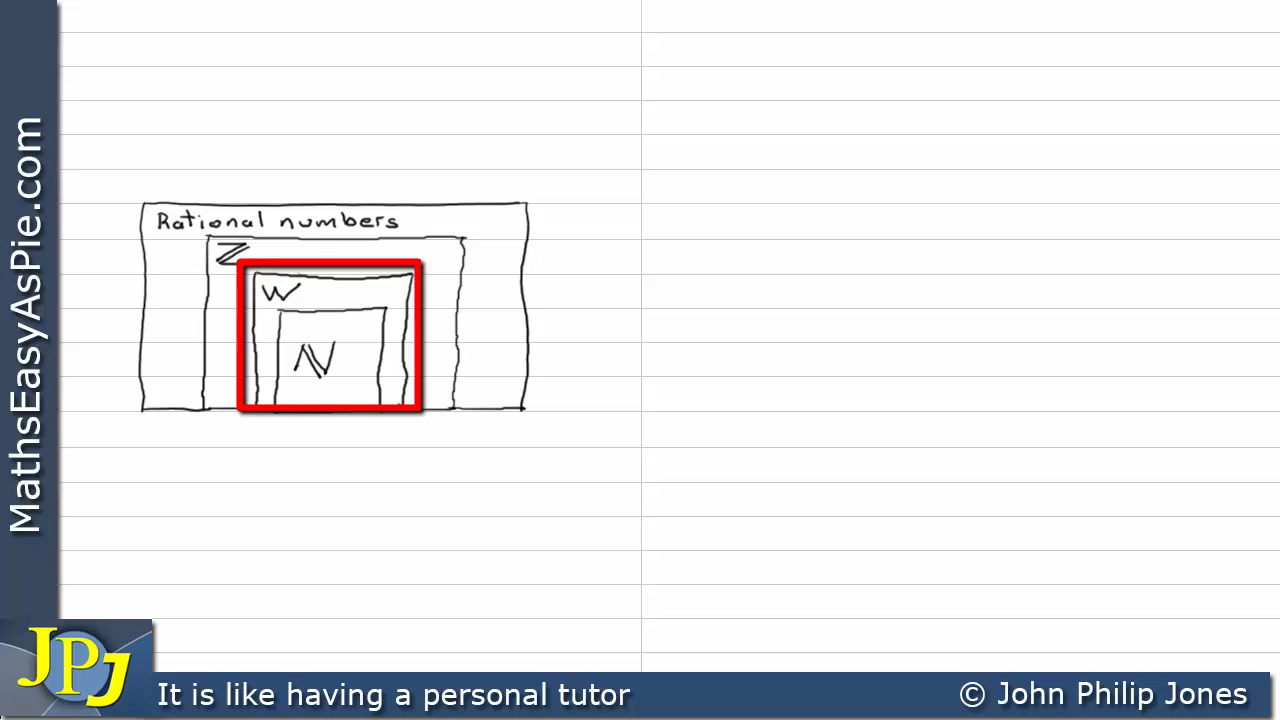 MathsEasyAsPie.com
Rational numbers
ℤ
W
ℕ
JPJ
It is like having a personal tutor
© John Philip Jones